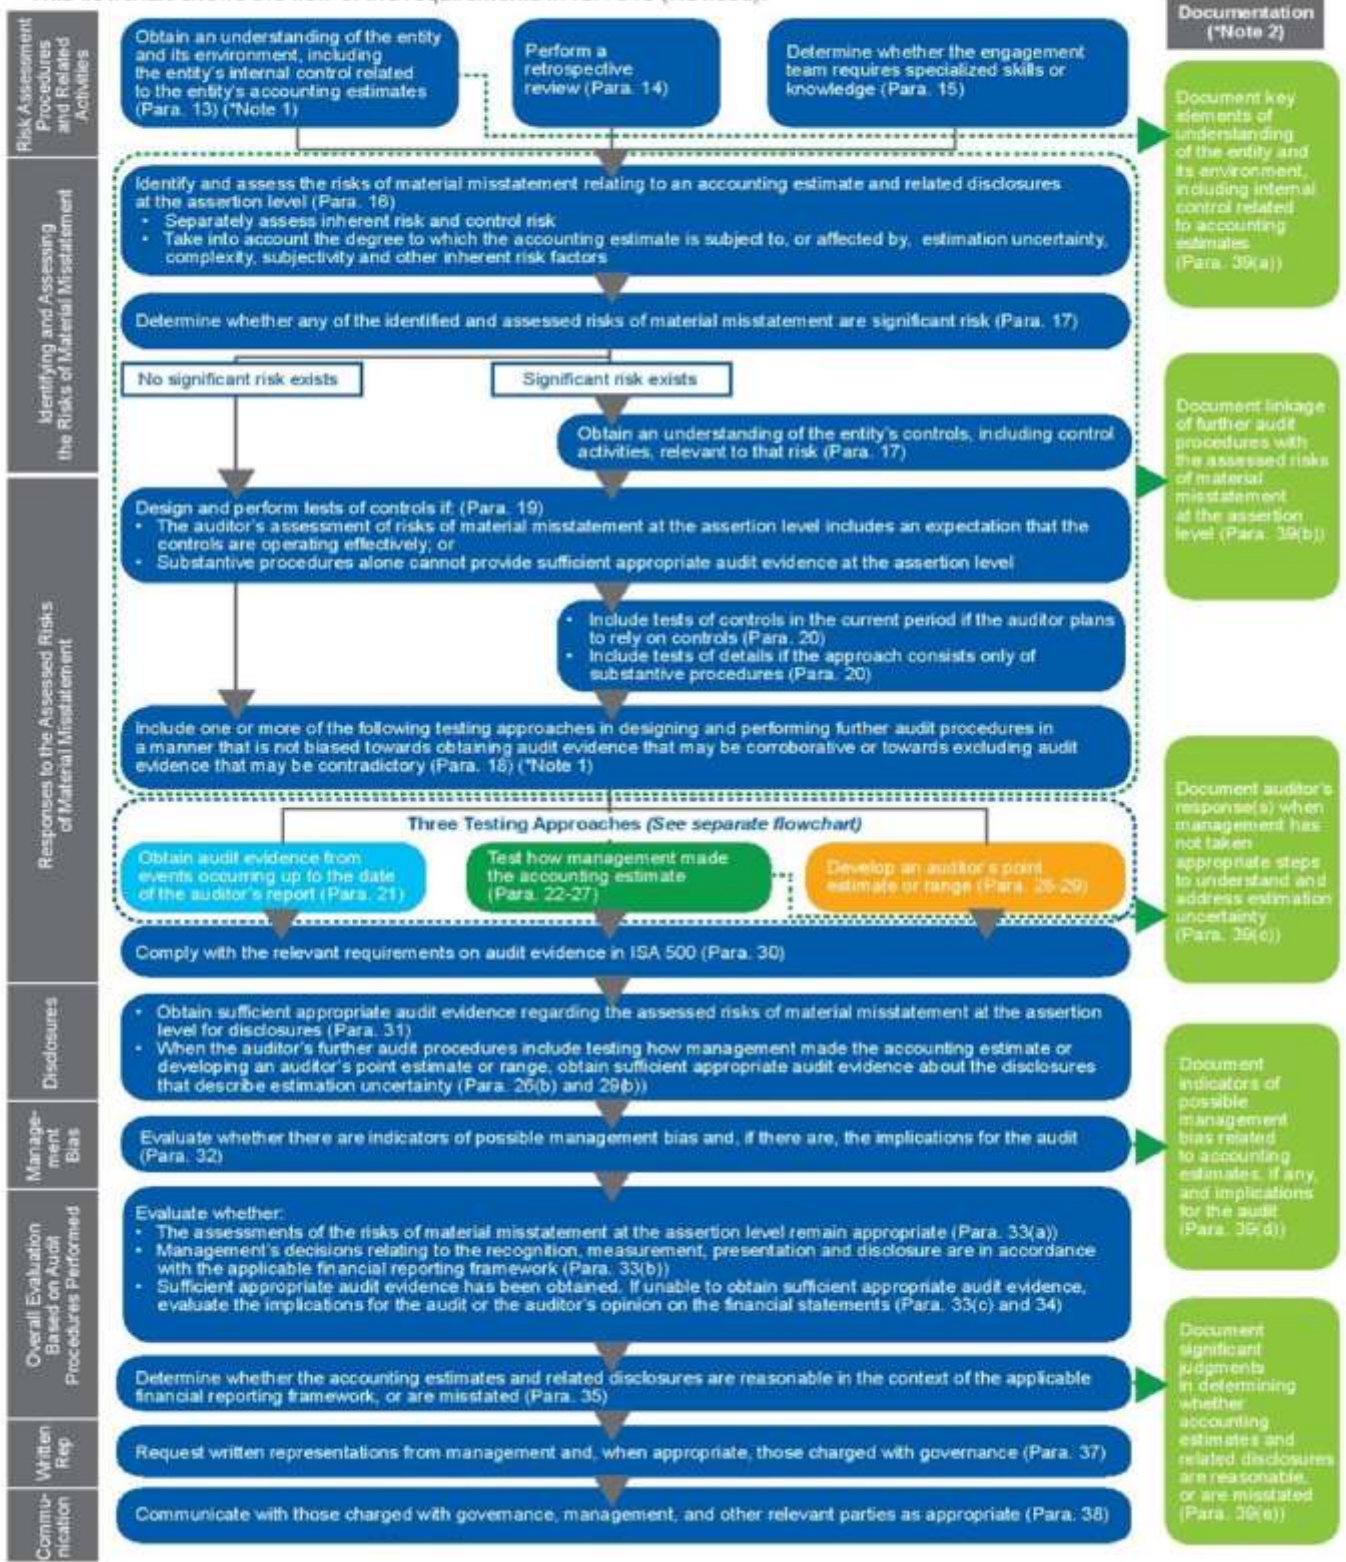 Documentation
(*Note 2)
Risk Assessment
Procedures
and Related
Activities
Obtain an understanding of the entity
and its environment, including
the entity's internal control related
to the entity's accounting estimates
(Para. 13) (*Note 1)
Perform a
retrospective
review (Para. 14)
Determine whether the engagement
team requires specialized skills or
knowledge (Para. 15)
Document key
elements of
understanding
of the entity and
its environment,
including internal
control related
to accounting
estimates
(Para. 39(a))
Identifying and Assessing
the Risks of Material Misstatement
Identify and assess the risks of material misstatement relating to an accounting estimate and related disclosures
at the assertion level (Para. 16)
• Separately assess inherent risk and control risk
• Take into account the degree to which the accounting estimate is subject to, or affected by, estimation uncertainty,
complexity, subjectivity and other inherent risk factors
Determine whether any of the identified and assessed risks of material misstatement are significant risk (Para. 17)
No significant risk exists
Significant risk exists
Obtain an understanding of the entity's controls, including control
activities, relevant to that risk (Para. 17)
Document linkage
of further audit
procedures with
the assessed risks
of material
misstatement
at the assertion
level (Para. 39(b))
Responses to the Assessed Risks
of Material Misstatement
Design and perform tests of controls if: (Para. 19)
• The auditor's assessment of risks of material misstatement at the assertion level includes an expectation that the
controls are operating effectively; or
• Substantive procedures alone cannot provide sufficient appropriate audit evidence at the assertion level
• Include tests of controls in the current period if the auditor plans
to rely on controls (Para. 20)
• Include tests of details if the approach consists only of
substantive procedures (Para. 20)
Include one or more of the following testing approaches in designing and performing further audit procedures in
a manner that is not biased towards obtaining audit evidence that may be corroborative or towards excluding audit
evidence that may be contradictory (Para. 18) (*Note 1)
Three Testing Approaches (See separate flowchart)
Obtain audit evidence from
events occurring up to the date
of the auditor's report (Para. 21)
Test how management made
the accounting estimate
(Para. 22-27)
Develop an auditor's point
estimate or range (Para. 28-29)
Document auditor's
response(s) when
management has
not taken
appropriate steps
to understand and
address estimation
uncertainty
(Para. 39(c))
Comply with the relevant requirements on audit evidence in ISA 500 (Para. 30)
Disclosures
• Obtain sufficient appropriate audit evidence regarding the assessed risks of material misstatement at the assertion
level for disclosures (Para. 31)
• When the auditor's further audit procedures include testing how management made the accounting estimate or
developing an auditor's point estimate or range, obtain sufficient appropriate audit evidence about the disclosures
that describe estimation uncertainty (Para. 26(b) and 29(b))
Manage-
ment
Bias
Evaluate whether there are indicators of possible management bias and, if there are, the implications for the audit
(Para. 32)
Document
indicators of
possible
management
bias related
to accounting
estimates, if any,
and implications
for the audit
(Para. 39(d))
Overall Evaluation
Based on Audit
Procedures Performed
Evaluate whether:
• The assessments of the risks of material misstatement at the assertion level remain appropriate (Para. 33(a))
• Management's decisions relating to the recognition, measurement, presentation and disclosure are in accordance
with the applicable financial reporting framework (Para. 33(b))
• Sufficient appropriate audit evidence has been obtained. If unable to obtain sufficient appropriate audit evidence,
evaluate the implications for the audit or the auditor's opinion on the financial statements (Para. 33(c) and 34)
Determine whether the accounting estimates and related disclosures are reasonable in the context of the applicable
financial reporting framework, or are misstated (Para. 35)
Document
significant
judgments
in determining
whether
accounting
estimates and
related disclosures
are reasonable,
or are misstated
(Para. 39(e))
Written
Rep
Request written representations from management and, when appropriate, those charged with governance (Para. 37)
Commu-
nication
Communicate with those charged with governance, management, and other relevant parties as appropriate (Para. 38)